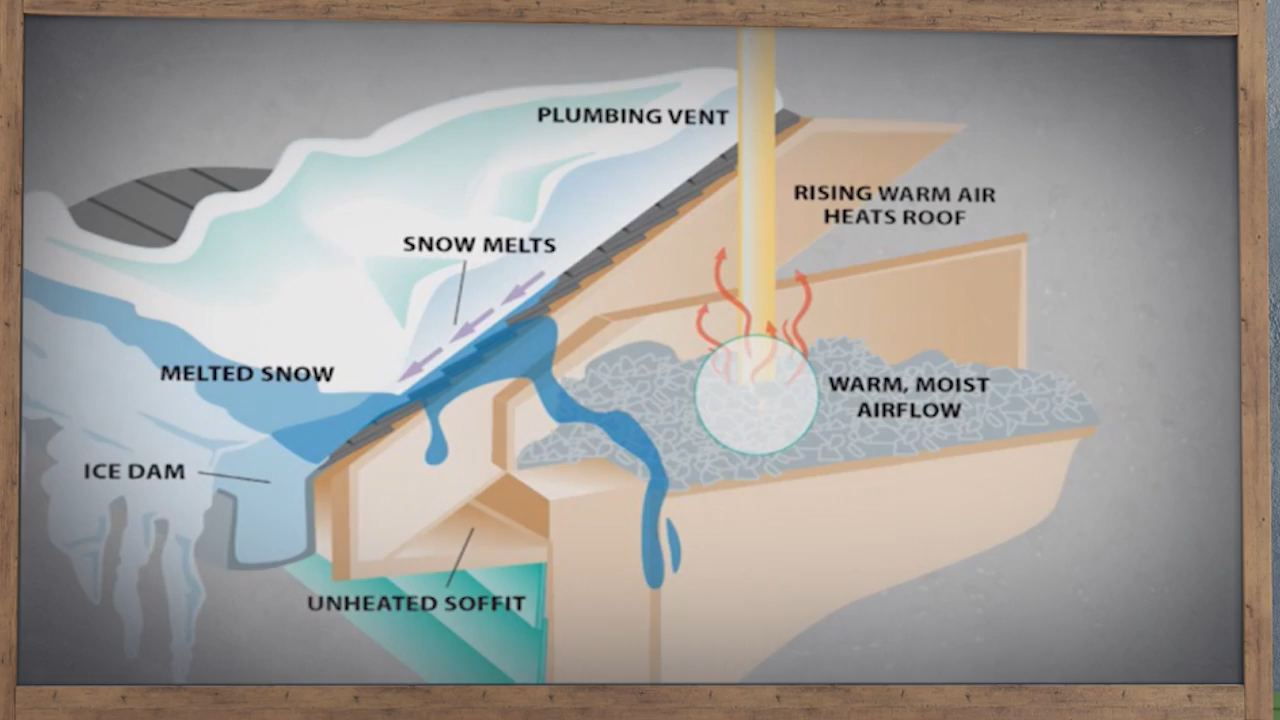 PLUMBING VENT
RISING WARM AIR
HEATS ROOF
SNOW MELTS
MELTED SNOW
WARM, MOIST
AIRFLOW
ICE DAM
UNHEATED SOFFIT